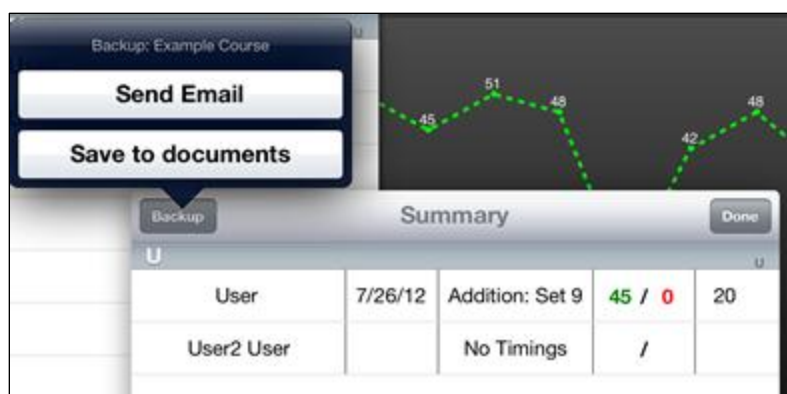 Backup: Example Course
U
Send Email
Save to documents
45 51 48 42 48
Backup Summary Done
U U
User 7/26/12 Addition: Set 9 45 / 0 20
User2 User No Timings /